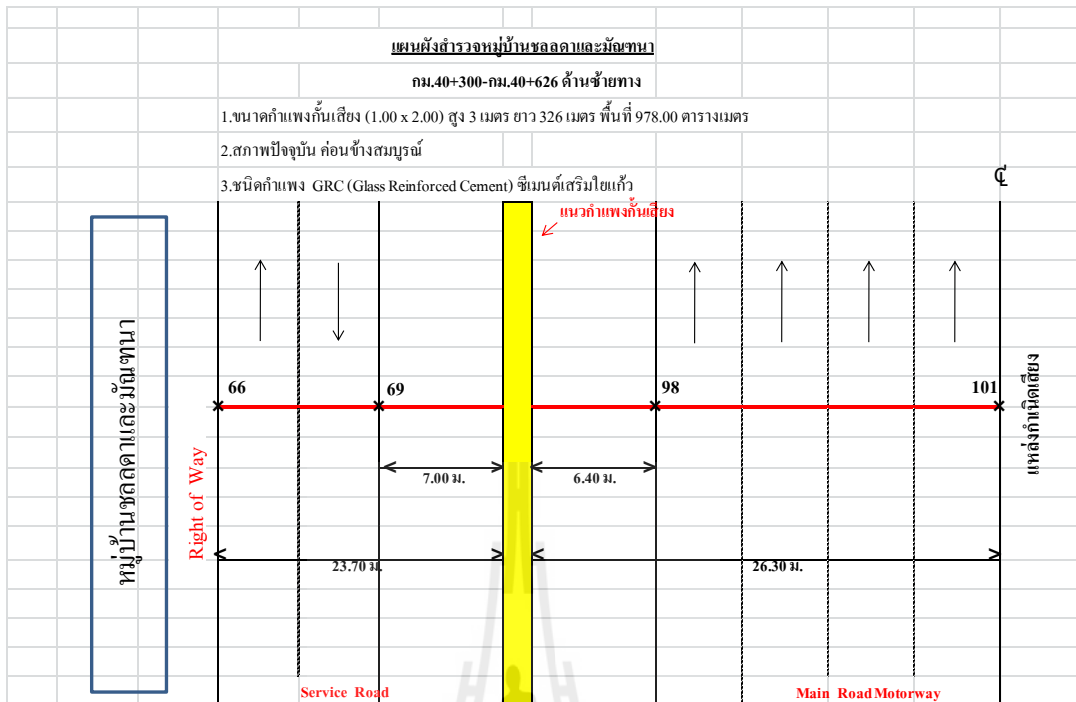 แผนผังสำรวจหมู่บ้านชลลดาและมัณฑนา
กม.40+300-กม.40+626 ด้านซ้ายทาง
1.ขนาดกำแพงกั้นเสียง (1.00 x 2.00) สูง 3 เมตร ยาว 326 เมตร พื้นที่ 978.00 ตารางเมตร
2.สภาพปัจจุบัน ค่อนข้างสมบูรณ์
3.ชนิดกำแพง GRC (Glass Reinforced Cement) ซีเมนต์เสริมใยแก้ว
℄
แนวกำแพงกั้นเสียง
หมู่บ้านชลลดาและมัณฑนา
66
69
98
101
แหล่งกำเนิดเสียง
Right of Way
7.00 ม.
6.40 ม.
23.70 ม.
26.30 ม.
Service Road
Main Road Motorway